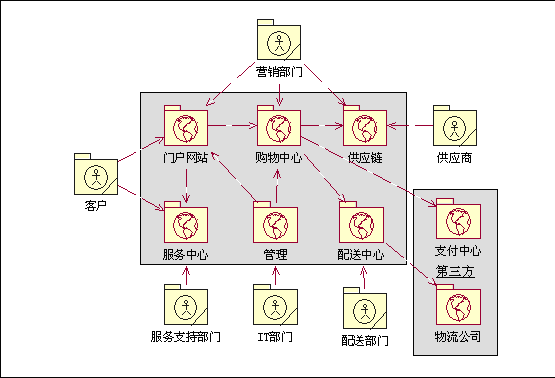 营销部门
门户网站
购物中心
供应链
供应商
客户
服务中心
管理
配送中心
支付中心
第三方
服务支持部门
IT部门
配送部门
物流公司